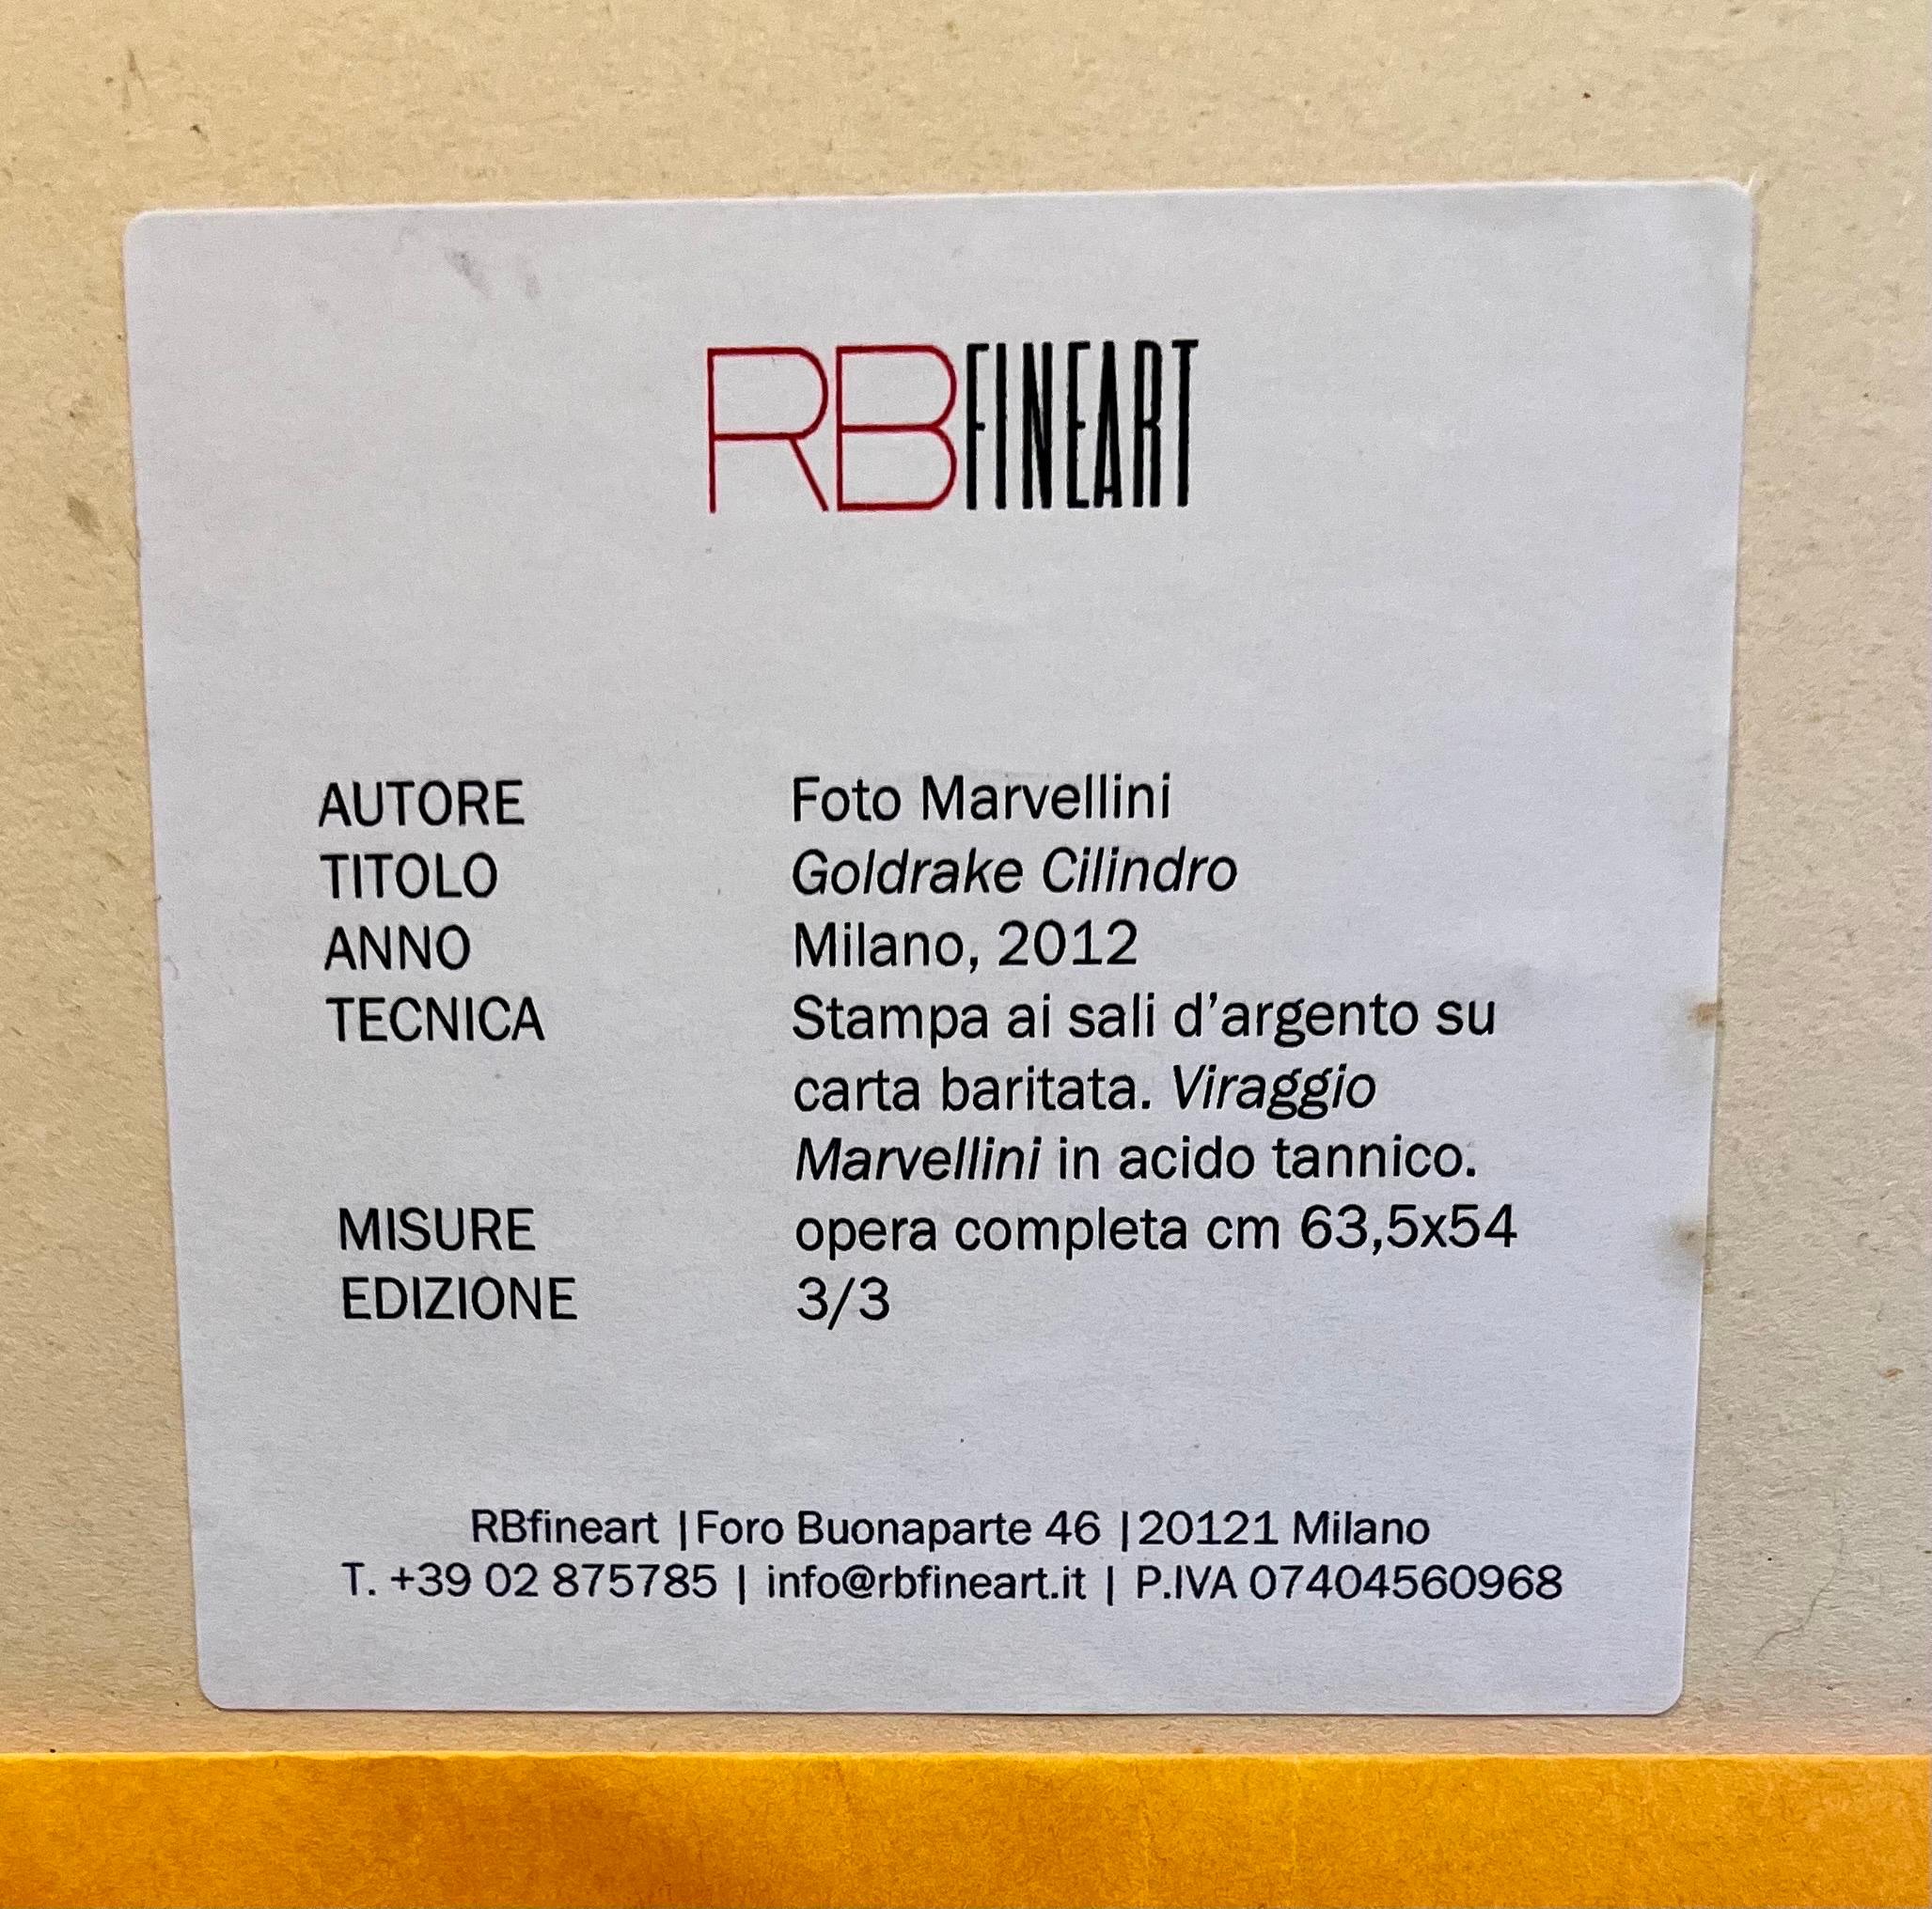 RBFINEART
AUTORE Foto Marvellini
TITOLO Goldrake Cilindro
ANNO Milano, 2012
TECNICA Stampa ai sali d’argento su
carta baritata. Viraggio
Marvellini in acido tannico.
MISURE opera completa cm 63,5x54
EDIZIONE 3/3
RBfineart |Foro Buonaparte 46 |20121 Milano
T. +39 02 875785 | info@rbfineart.it | P.IVA 07404560968